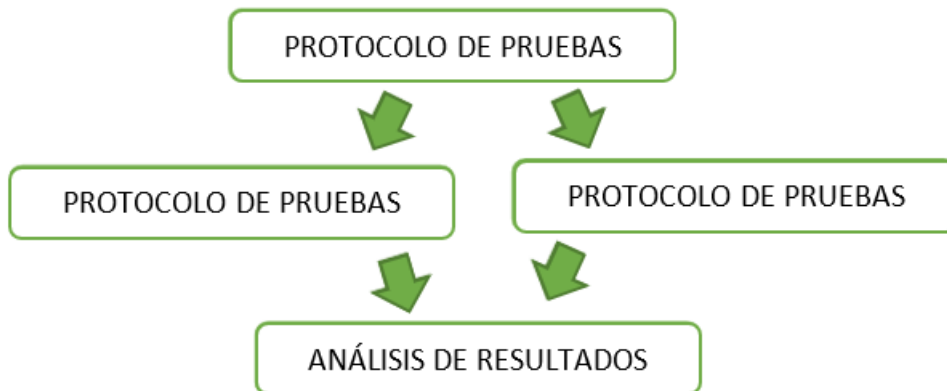 PROTOCOLO DE PRUEBAS
PROTOCOLO DE PRUEBAS
PROTOCOLO DE PRUEBAS
ANÁLISIS DE RESULTADOS